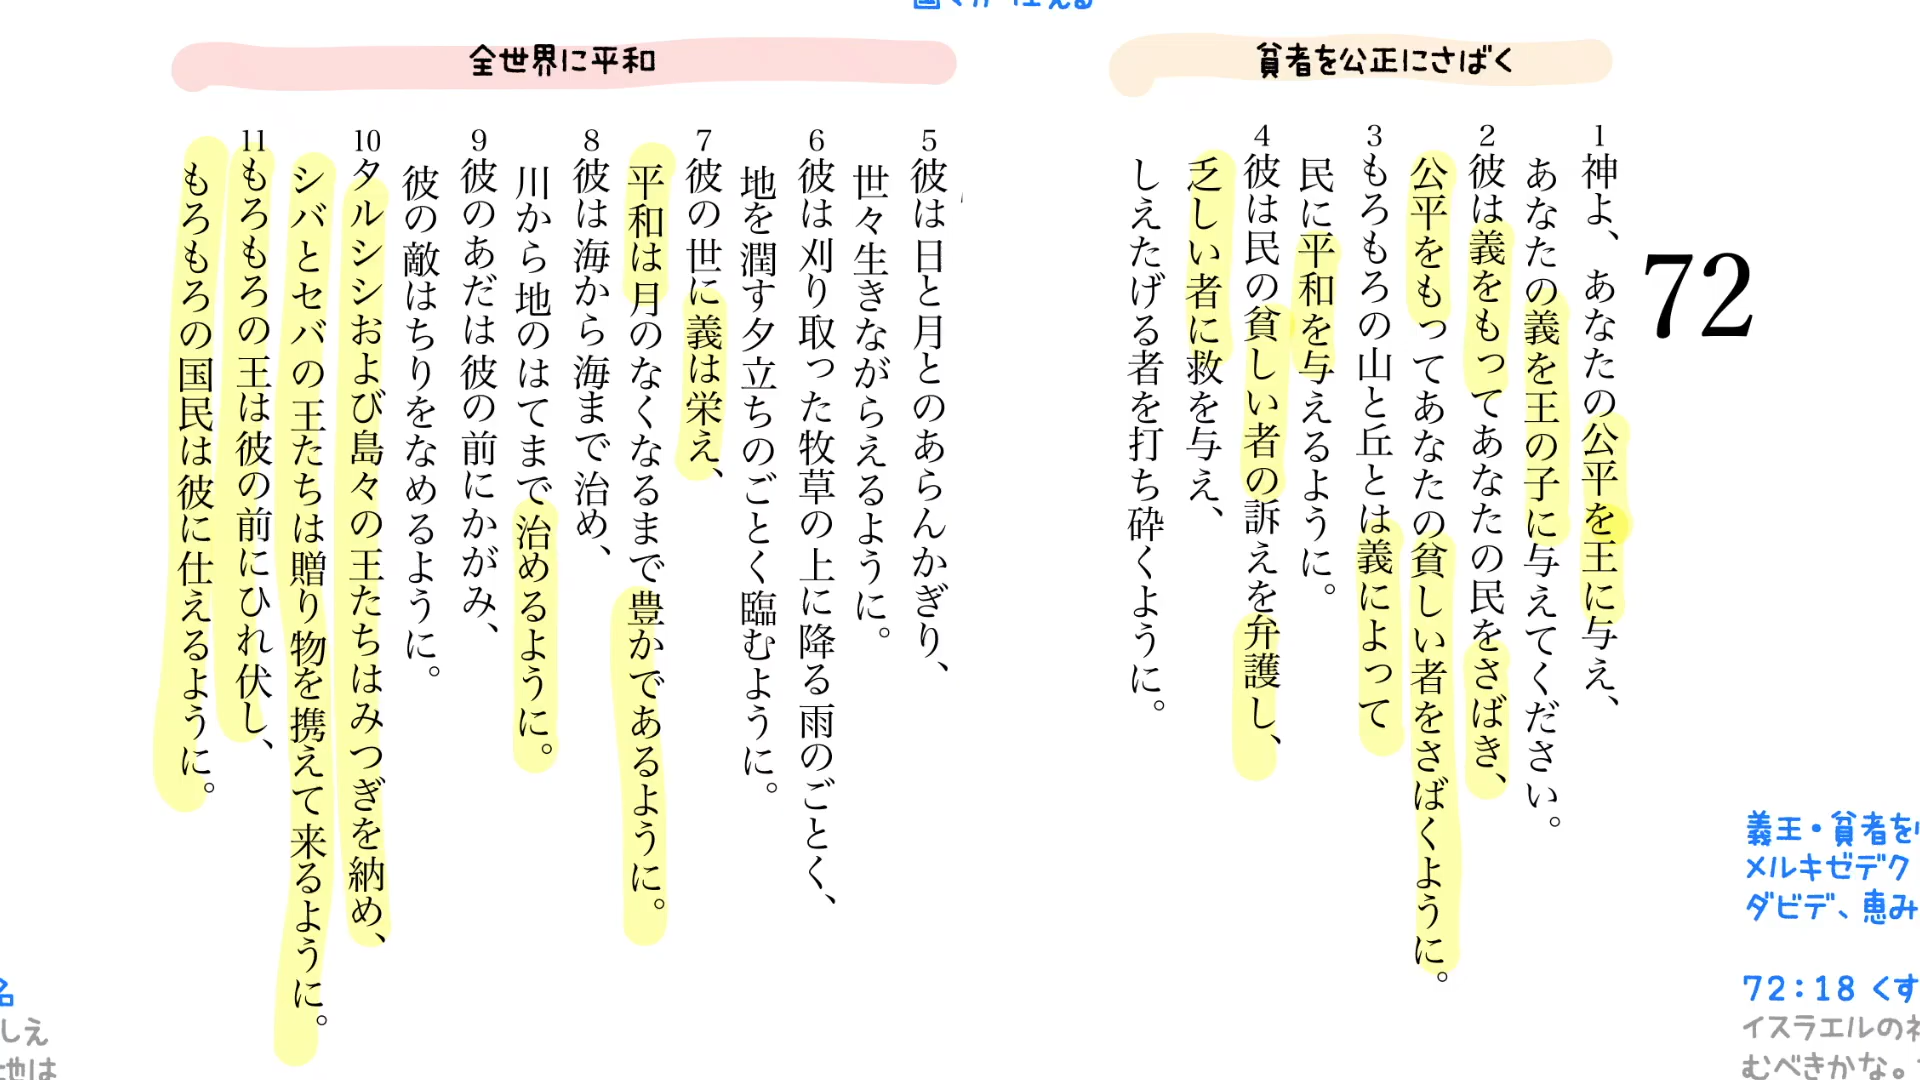 国々が仕える
貧者を公正にさばく
72
1
神よ、あなたの公平を王に与え、
あなたの義を王の子に与えてください。
2
彼は義をもってあなたの民をさばき、
公平をもってあなたの貧しい者をさばくように。
3
もろもろの山と丘とは義によって
民に平和を与えるように。
4
彼は民の貧しい者の訴えを弁護し、
乏しい者に救を与え、
しえたげる者を打ち砕くように。
全世界に平和
5
彼は日と月とのあらんかぎり、
世々生きながらえるように。
6
彼は刈り取った牧草の上に降る雨のごとく、
地を潤す夕立ちのごとく臨むように。
7
彼の世に義は栄え、
平和は月のなくなるまで豊かであるように。
8
彼は海から海まで治め、
川から地のはてまで治めるように。
9
彼のあだは彼の前にかがみ、
彼の敵はちりをなめるように。
10
タルシシおよび島々の王たちはみつぎを納め、
シバとセバの王たちは贈り物を携えて来るように。
11
もろもろの王は彼の前にひれ伏し、
もろもろの国民は彼に仕えるように。
義王・貧者を
メルキゼデク
ダビデ、恵み
72:18 くす
イスラエルの
むべきかな。
名
しえ
地は